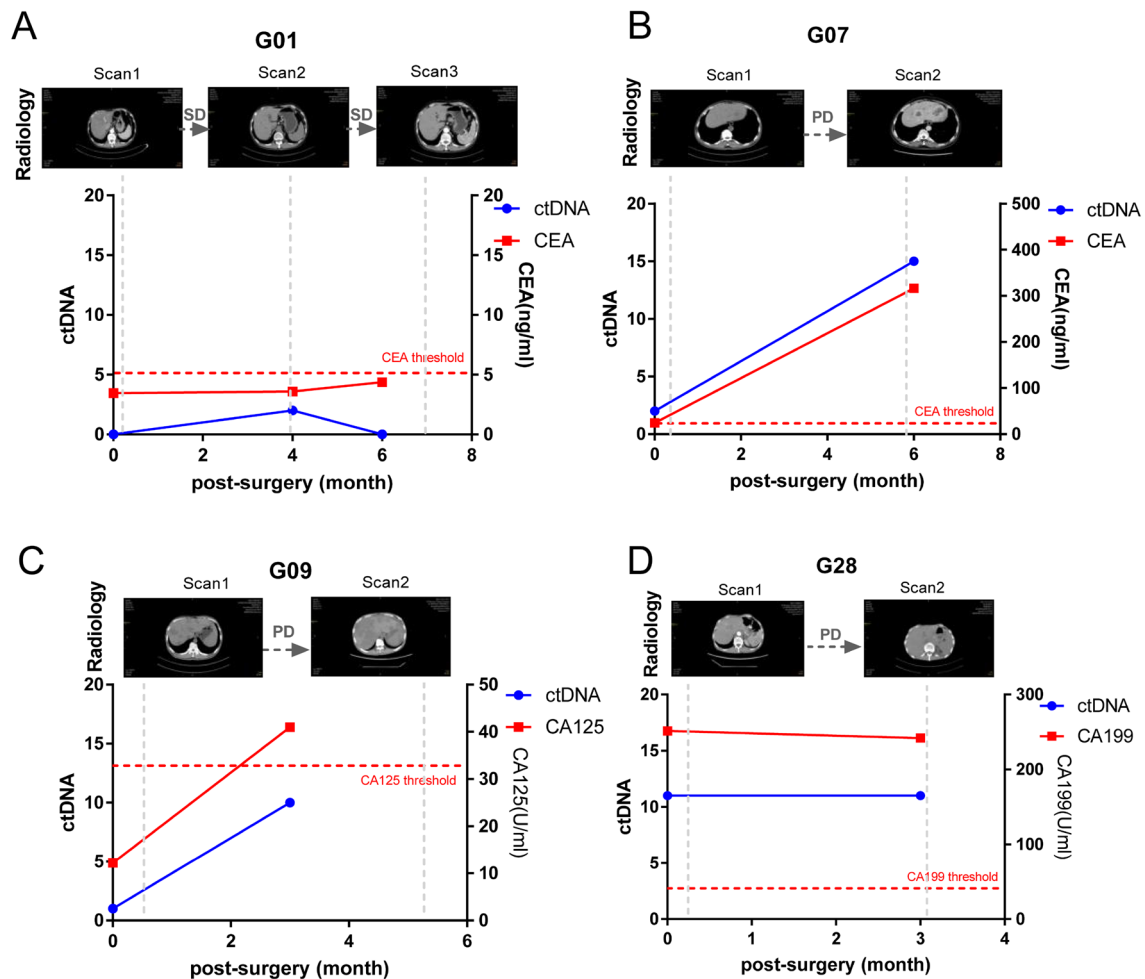 A
G01
Radiology
Scan1
Scan2
Scan3
SD
SD
20
15
10
5
0
ctDNA
20
15
10
5
0
CEA(ng/ml)
ctDNA
CEA
CEA threshold
0
2
4
6
8
post-surgery (month)
B
G07
Radiology
Scan1
Scan2
PD
20
15
10
5
0
ctDNA
500
400
300
200
100
0
CEA(ng/ml)
ctDNA
CEA
CEA threshold
0
2
4
6
8
post-surgery (month)
C
G09
Radiology
Scan1
Scan2
PD
20
15
10
5
0
ctDNA
50
40
30
20
10
0
CA125(U/ml)
ctDNA
CA125
CA125 threshold
0
2
4
6
post-surgery (month)
D
G28
Radiology
Scan1
Scan2
PD
20
15
10
5
0
ctDNA
300
200
100
0
CA199(U/ml)
ctDNA
CA199
CA199 threshold
0
1
2
3
4
post-surgery (month)